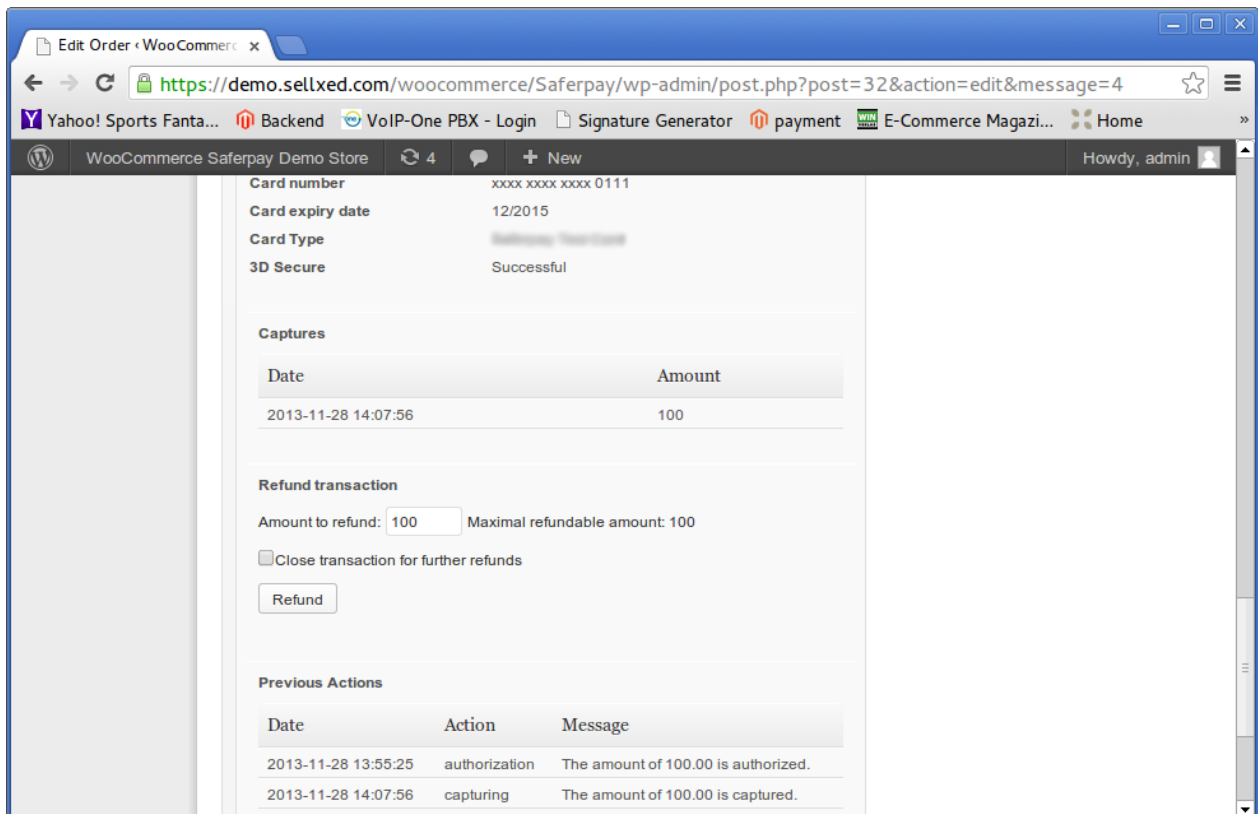 Edit Order ‹ WooCommerc
https://demo.sellxed.com/woocommerce/Saferpay/wp-admin/post.php?post=32&action=edit&message=4
Yahoo! Sports Fanta... Backend VoIP-One PBX - Login Signature Generator payment E-Commerce Magazi... Home »
WooCommerce Saferpay Demo Store 4 + New Howdy, admin
Card number xxxx xxxx xxxx 0111
Card expiry date 12/2015
Card Type
3D Secure Successful
Captures
Date Amount
2013-11-28 14:07:56 100
Refund transaction
Amount to refund: 100 Maximal refundable amount: 100
Close transaction for further refunds
Refund
Previous Actions
Date Action Message
2013-11-28 13:55:25 authorization The amount of 100.00 is authorized.
2013-11-28 14:07:56 capturing The amount of 100.00 is captured.